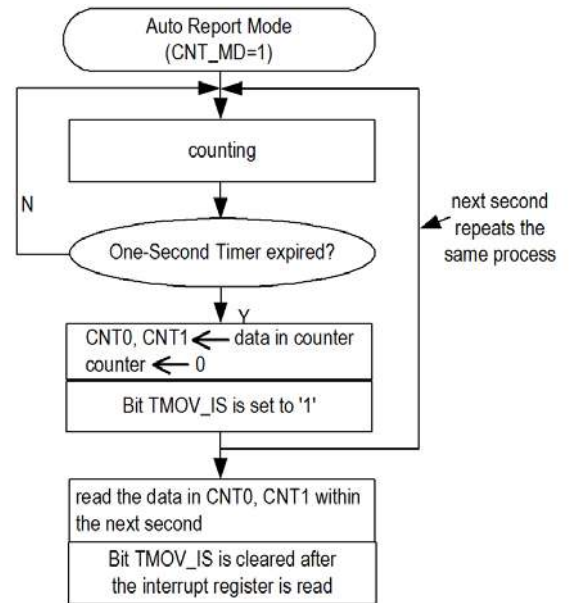 Auto Report Mode
(CNT_MD=1)
counting
N
next second
repeats the
same process
One-Second Timer expired?
Y
CNT0, CNT1 ← data in counter
counter ← 0
Bit TMOV_IS is set to '1'
read the data in CNT0, CNT1 within
the next second
Bit TMOV_IS is cleared after
the interrupt register is read